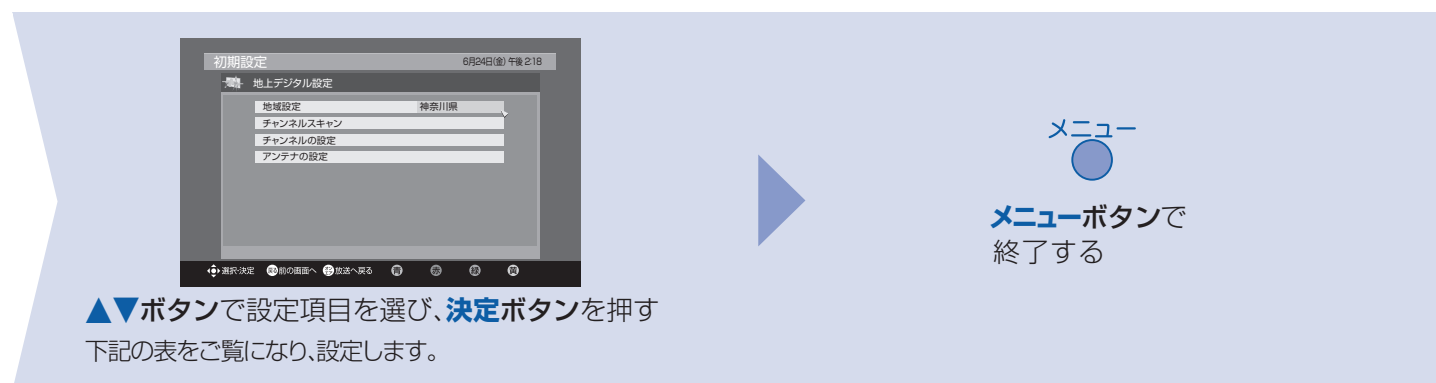 初期設定 6月24日(金) 午後 2:18
地上デジタル設定
地域設定 神奈川県
チャンネルスキャン
チャンネルの設定
アンテナの設定
選択・決定 戻る 前の画面へ 放送へ戻る 青 赤 緑 黄
▲▼ボタンで設定項目を選び、決定ボタンを押す
下記の表をご覧になり、設定します。
メニュー
メニューボタンで
終了する